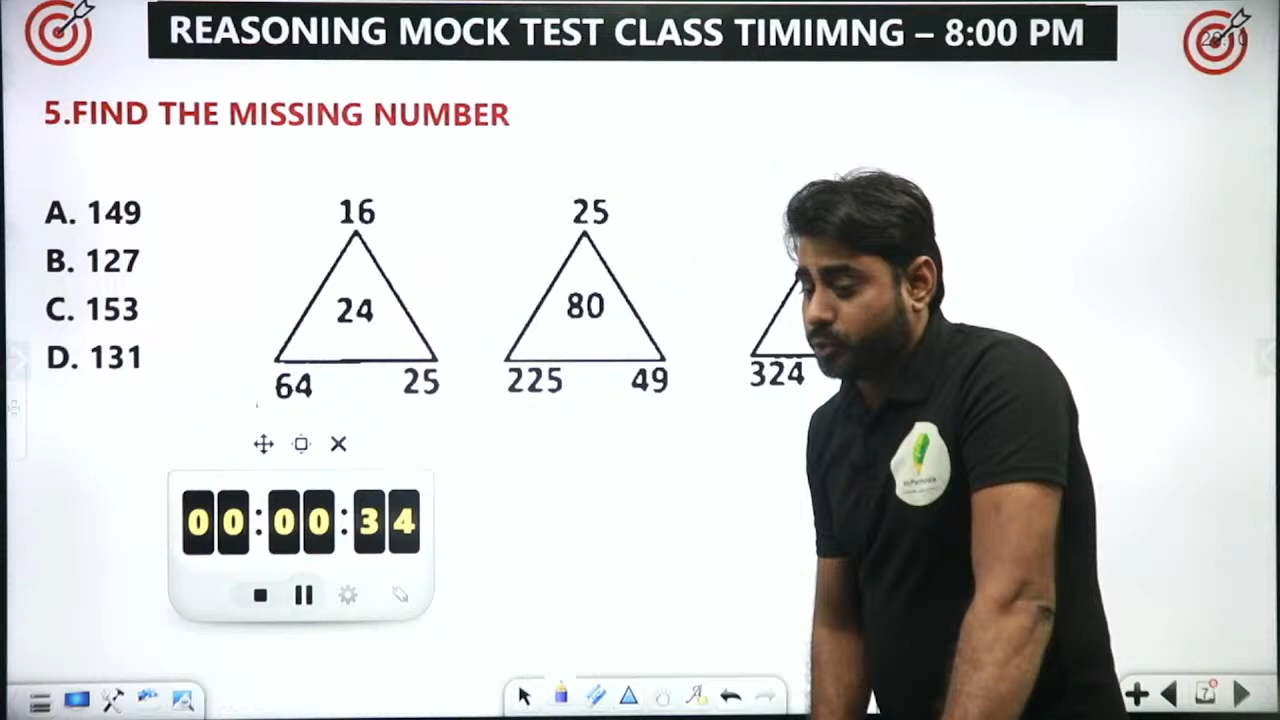 REASONING MOCK TEST CLASS TIMIMNG – 8:00 PM
5.FIND THE MISSING NUMBER
A. 149
B. 127
C. 153
D. 131
16
24
64 25
25
80
225 49
324
00:00:34
7